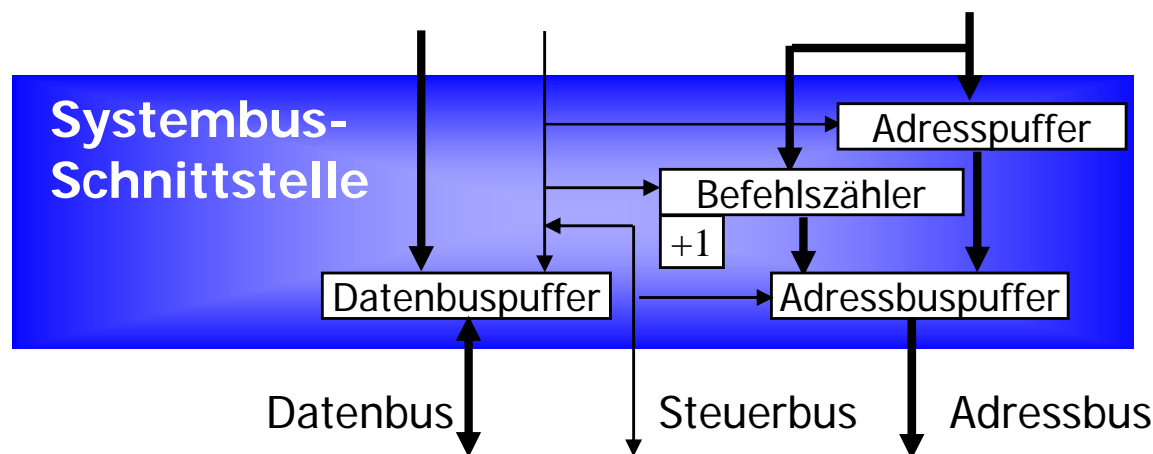 Systembus-
Schnittstelle
Adresspuffer
Befehlszähler
+1
Datenbuspuffer
Adressbuspuffer
Datenbus
Steuerbus
Adressbus